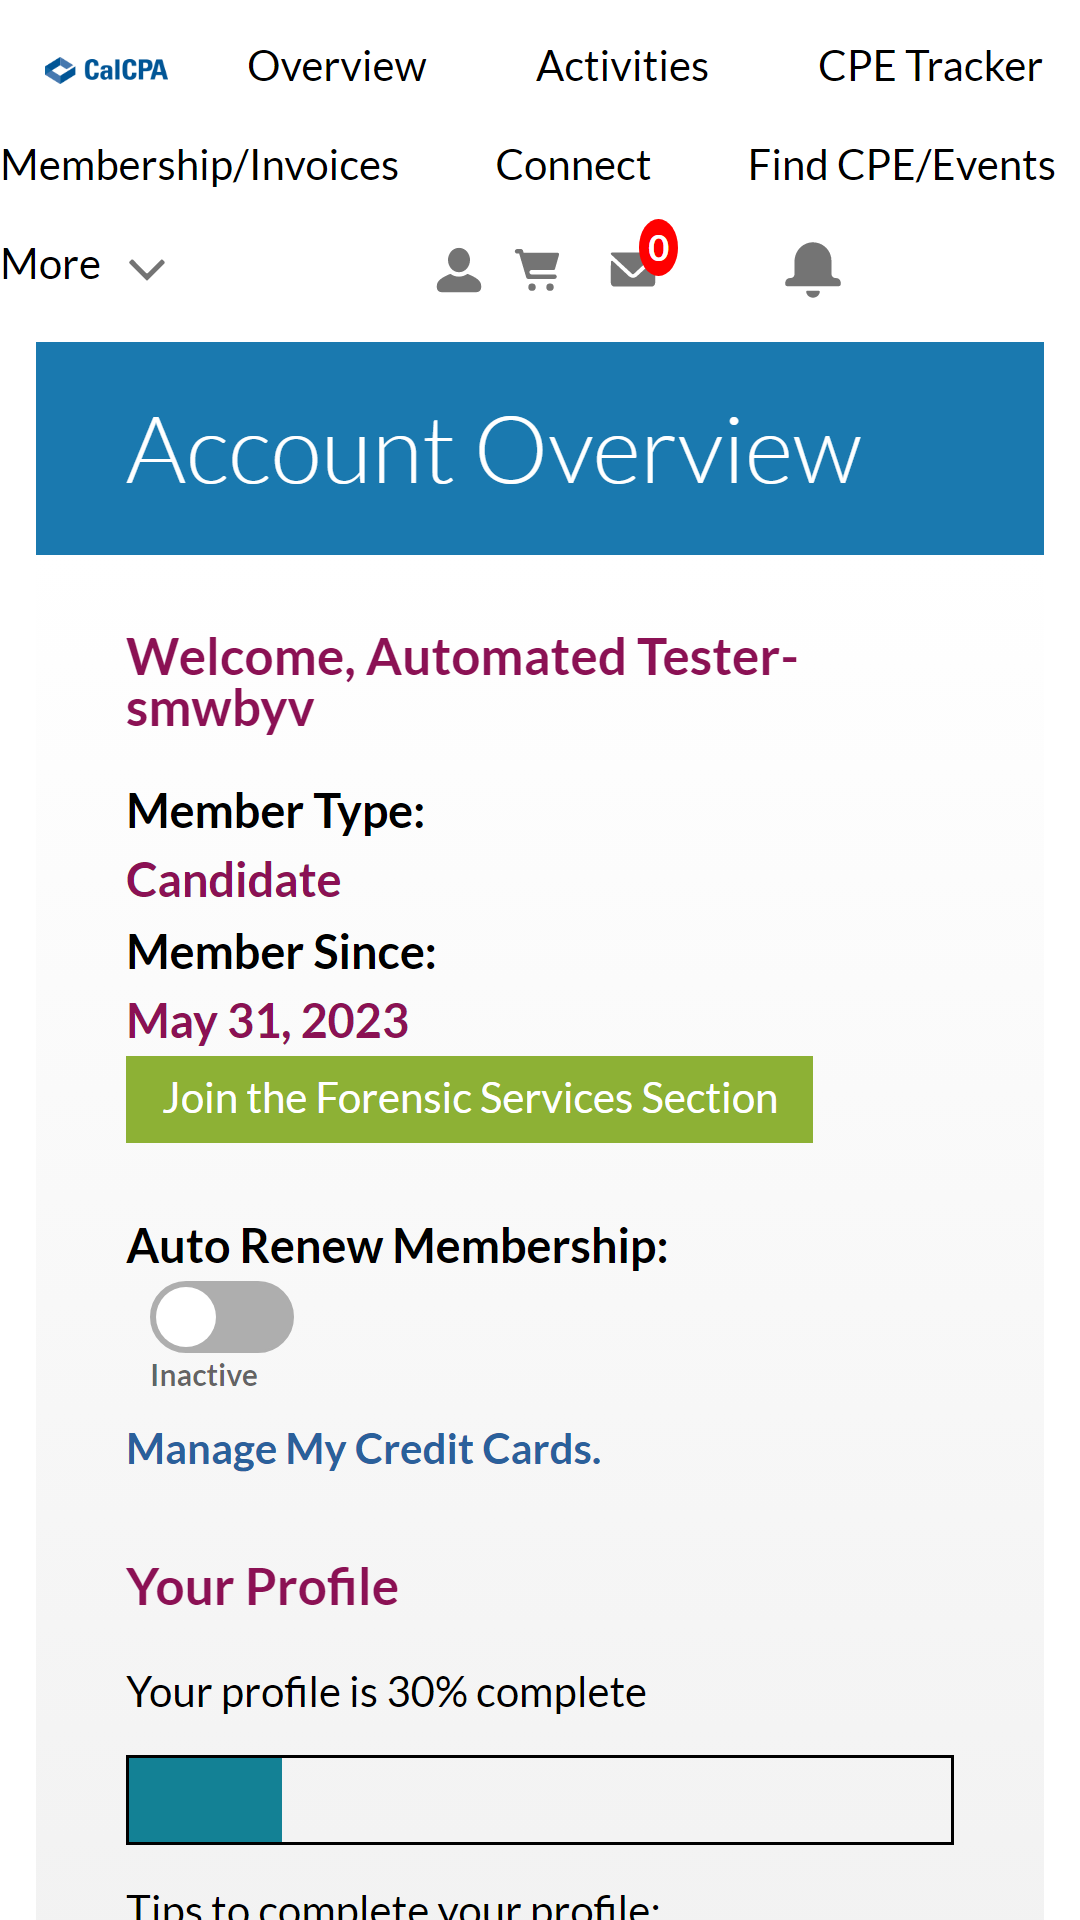 CalCPA Overview Activities CPE Tracker
Membership/Invoices Connect Find CPE/Events
More 0
Account Overview
Welcome, Automated Tester-
smwbyv
Member Type:
Candidate
Member Since:
May 31, 2023
Join the Forensic Services Section
Auto Renew Membership:
Inactive
Manage My Credit Cards.
Your Profile
Your profile is 30% complete
Tips to complete your profile: